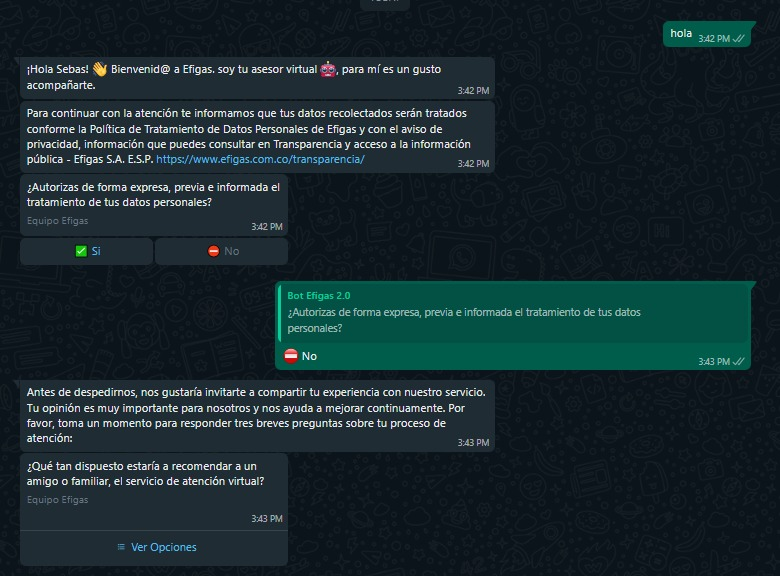 hola
3:42 PM
¡Hola Sebas! 👋 Bienvenid@ a Efigas. soy tu asesor virtual 🤖, para mí es un gusto
acompañarte.
3:42 PM
Para continuar con la atención te informamos que tus datos recolectados serán tratados
conforme la Política de Tratamiento de Datos Personales de Efigas y con el aviso de
privacidad, información que puedes consultar en Transparencia y acceso a la información
pública - Efigas S.A. E.S.P. https://www.efigas.com.co/transparencia/
3:42 PM
¿Autorizas de forma expresa, previa e informada el
tratamiento de tus datos personales?
Equipo Efigas
3:42 PM
✅ Si
⛔ No
Bot Efigas 2.0
¿Autorizas de forma expresa, previa e informada el tratamiento de tus datos
personales?
⛔ No
3:43 PM
Antes de despedirnos, nos gustaría invitarte a compartir tu experiencia con nuestro servicio.
Tu opinión es muy importante para nosotros y nos ayuda a mejorar continuamente. Por
favor, toma un momento para responder tres breves preguntas sobre tu proceso de
atención:
3:43 PM
¿Qué tan dispuesto estaría a recomendar a un
amigo o familiar, el servicio de atención virtual?
Equipo Efigas
3:43 PM
Ver Opciones